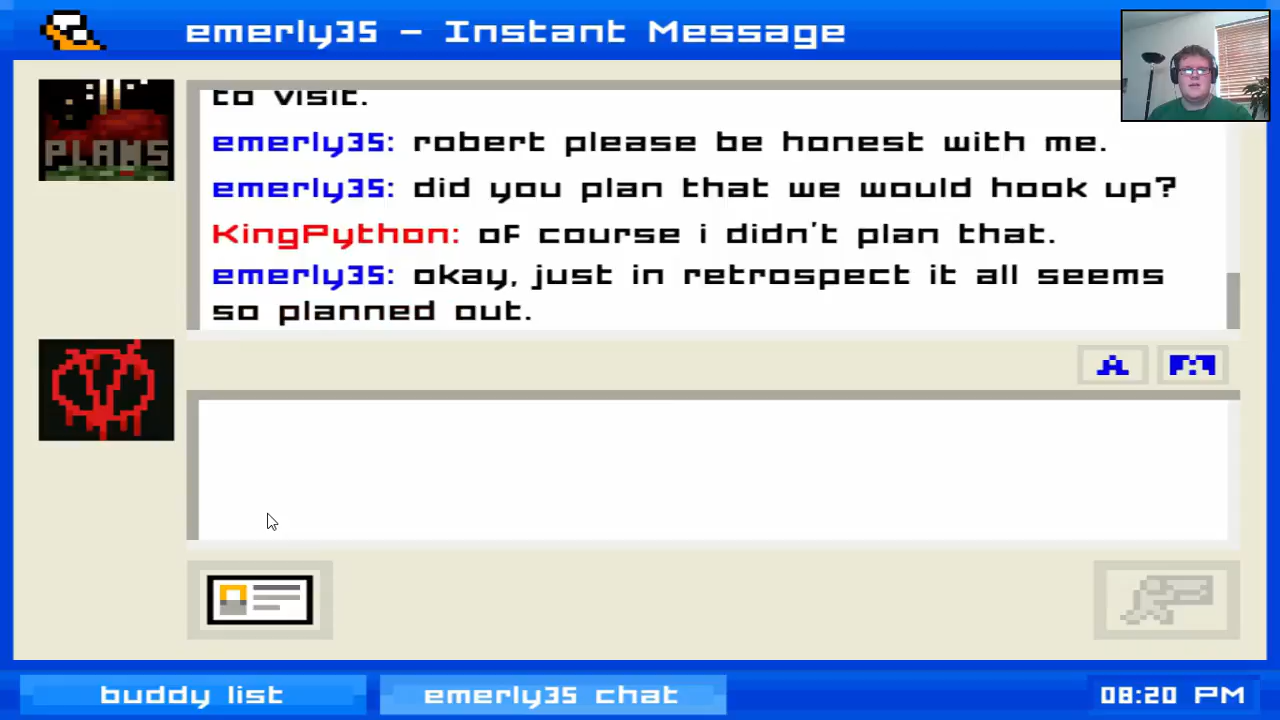 emerly35 - Instant Message
PLANS
to visit.
emerly35: robert please be honest with me.
emerly35: did you plan that we would hook up?
KingPython: of course i didn't plan that.
emerly35: okay, just in retrospect it all seems
so planned out.
A
buddy list
emerly35 chat
08:20 PM